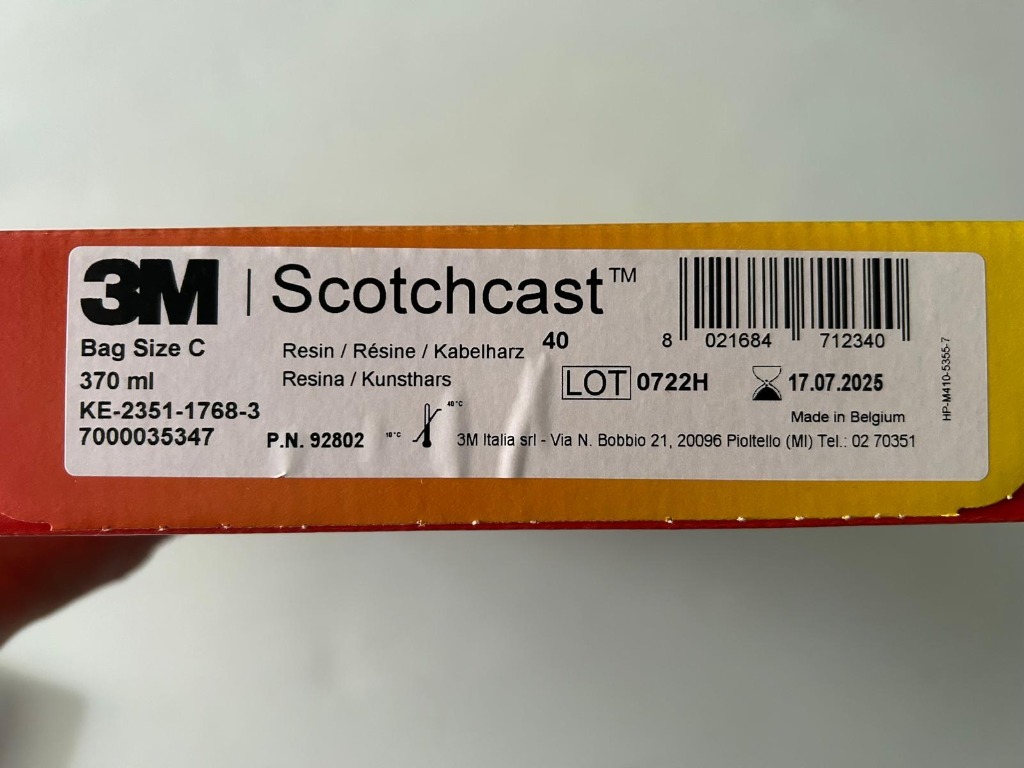 3M | Scotchcast™
Bag Size C
370 ml
KE-2351-1768-3
7000035347
Resin / Résine / Kabelharz 40
Resina / Kunsthars
P.N. 92802
10°C
40°C
8 021684 712340
LOT 0722H
17.07.2025
Made in Belgium
3M Italia srl - Via N. Bobbio 21, 20096 Pioltello (MI) Tel.: 02 70351
HP-M410-5355-7